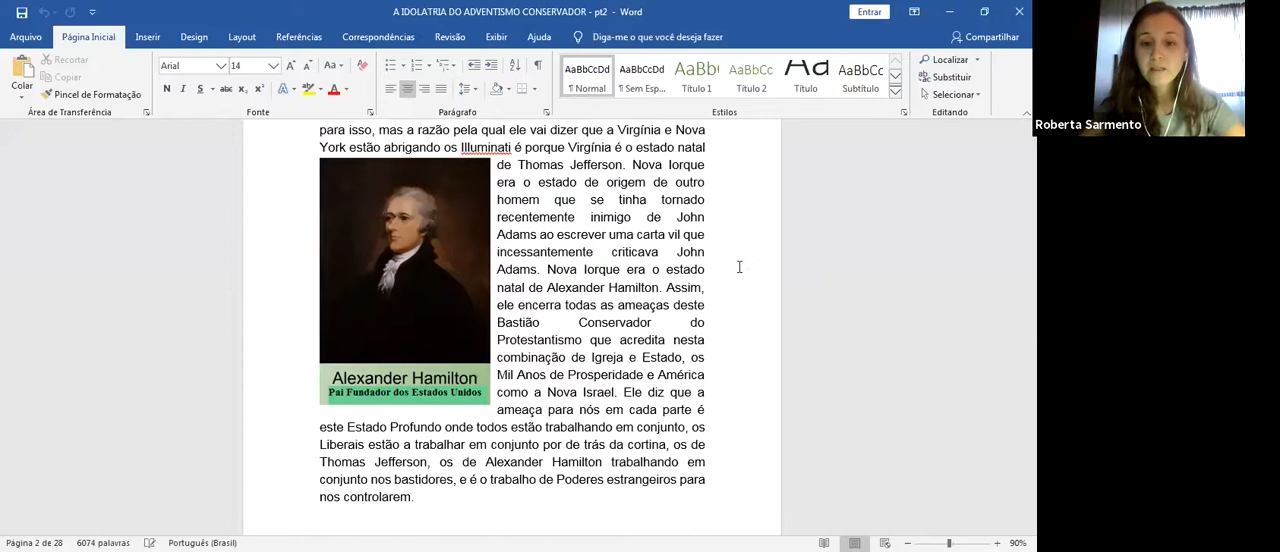 A IDOLATRIA DO ADVENTISMO CONSERVADOR - pt2 - Word
Entrar
Arquivo Página Inicial Inserir Design Layout Referências Correspondências Revisão Exibir Ajuda Diga-me o que você deseja fazer Compartilhar
Colar
Recortar
Copiar
Pincel de Formatação
Área de Transferência
Arial 14 A A Aa
N I S abc x₂ x² A A
Fonte
Parágrafo
AaBbCcDd AaBbCcDd AaBbC AaBbCc Aa AaBbCc
¶ Normal ¶ Sem Esp... Título 1 Título 2 Título Subtítulo
Estilos
Localizar
Substituir
Selecionar
Editando
Roberta Sarmento
para isso, mas a razão pela qual ele vai dizer que a Virgínia e Nova
York estão abrigando os Illuminati é porque Virgínia é o estado natal
de Thomas Jefferson. Nova Iorque
era o estado de origem de outro
homem que se tinha tornado
recentemente inimigo de John
Adams ao escrever uma carta vil que
incessantemente criticava John
Adams. Nova Iorque era o estado
natal de Alexander Hamilton. Assim,
ele encerra todas as ameaças deste
Bastião Conservador do
Protestantismo que acredita nesta
combinação de Igreja e Estado, os
Mil Anos de Prosperidade e América
como a Nova Israel. Ele diz que a
ameaça para nós em cada parte é
Alexander Hamilton
Pai Fundador dos Estados Unidos
este Estado Profundo onde todos estão trabalhando em conjunto, os
Liberais estão a trabalhar em conjunto por de trás da cortina, os de
Thomas Jefferson, os de Alexander Hamilton trabalhando em
conjunto nos bastidores, e é o trabalho de Poderes estrangeiros para
nos controlarem.
Página 2 de 28 6074 palavras Português (Brasil) 90%